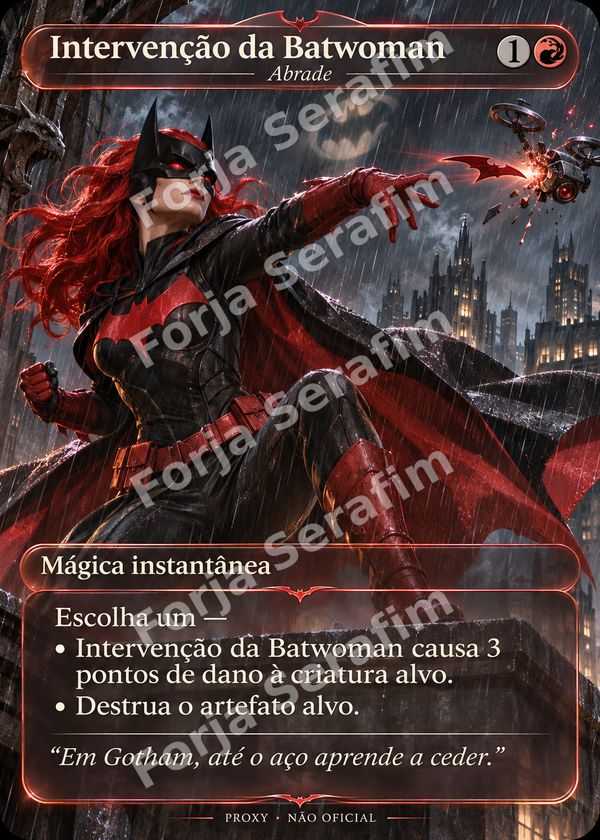 Intervenção da Batwoman
1
Abrade
Forja Serafim
Forja Serafim
Forja Serafim
Forja Serafim
Mágica instantânea
Escolha um —
• Intervenção da Batwoman causa 3
pontos de dano à criatura alvo.
• Destrua o artefato alvo.
Forja Serafim
“Em Gotham, até o aço aprende a ceder.”
PROXY • NÃO OFICIAL